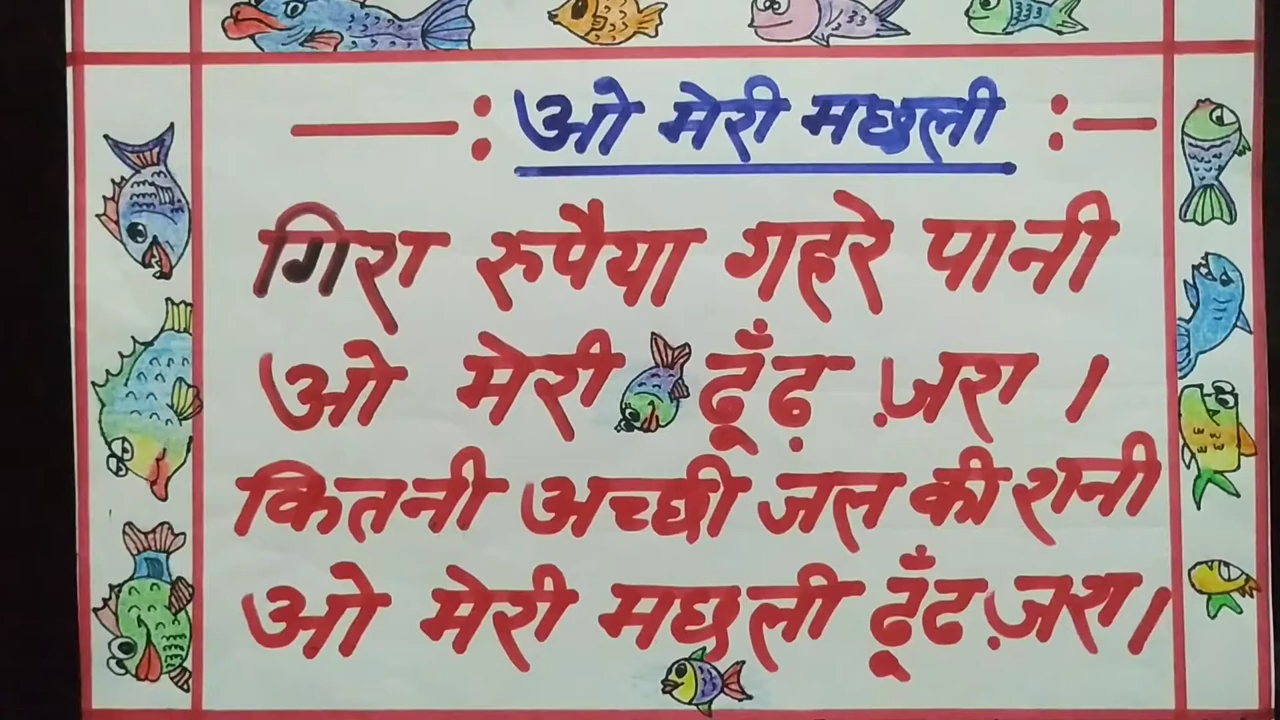 —: ओ मेरी मछली :—
गिरा रुपैया गहरे पानी
ओ मेरी ढूँढ़ ज़रा ।
कितनी अच्छी जल की रानी
ओ मेरी मछली ढूँढ ज़रा।